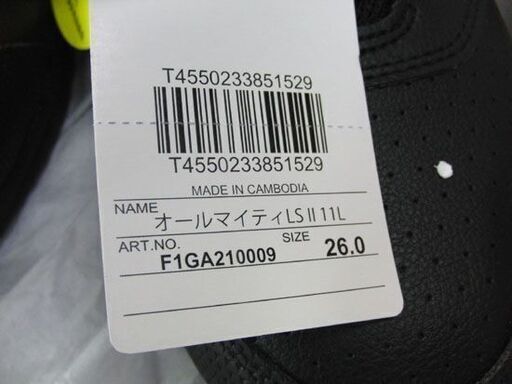 T4550233851529
T4550233851529
MADE IN CAMBODIA
NAME オールマイティLSⅡ11L
ART.NO. F1GA210009 SIZE 26.0